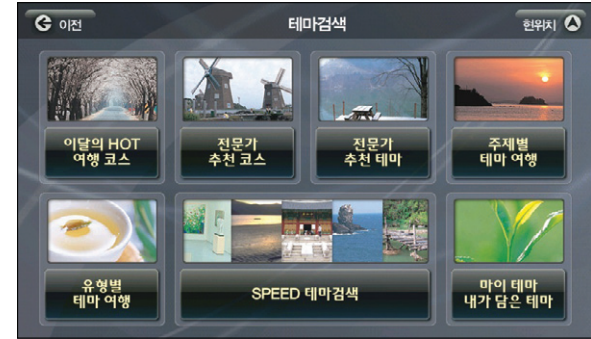 이전
테마검색
현위치
이달의 HOT
여행 코스
전문가
추천 코스
전문가
추천 테마
주제별
테마 여행
유형별
테마 여행
SPEED 테마검색
마이 테마
내가 담은 테마